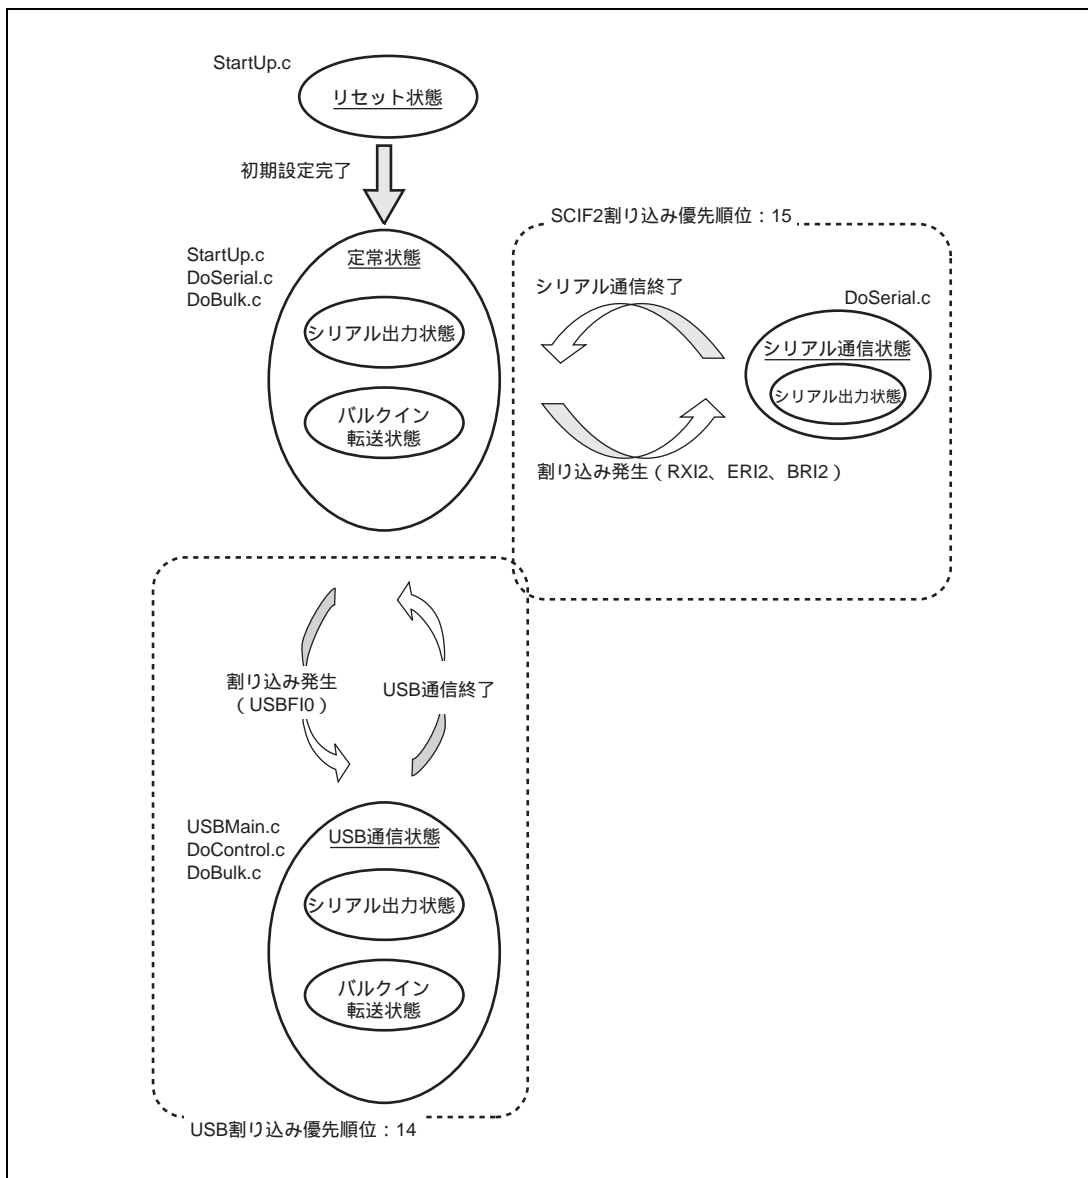 StartUp.c
リセット状態
初期設定完了
SCIF2割り込み優先順位：15
StartUp.c
DoSerial.c
DoBulk.c
定常状態
シリアル出力状態
バルクイン
転送状態
シリアル通信終了
DoSerial.c
シリアル通信状態
シリアル出力状態
割り込み発生（RXI2、ERI2、BRI2）
割り込み発生
（USBFI0）
USB通信終了
USBMain.c
DoControl.c
DoBulk.c
USB通信状態
シリアル出力状態
バルクイン
転送状態
USB割り込み優先順位：14